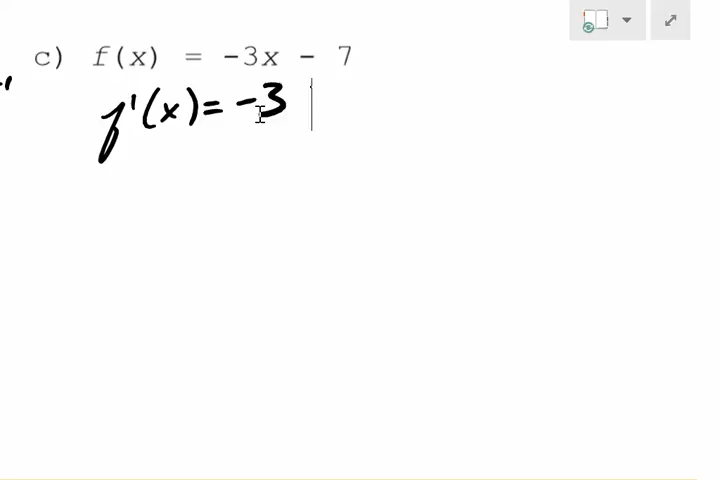 c) f(x) = -3x - 7
f'(x) = -3